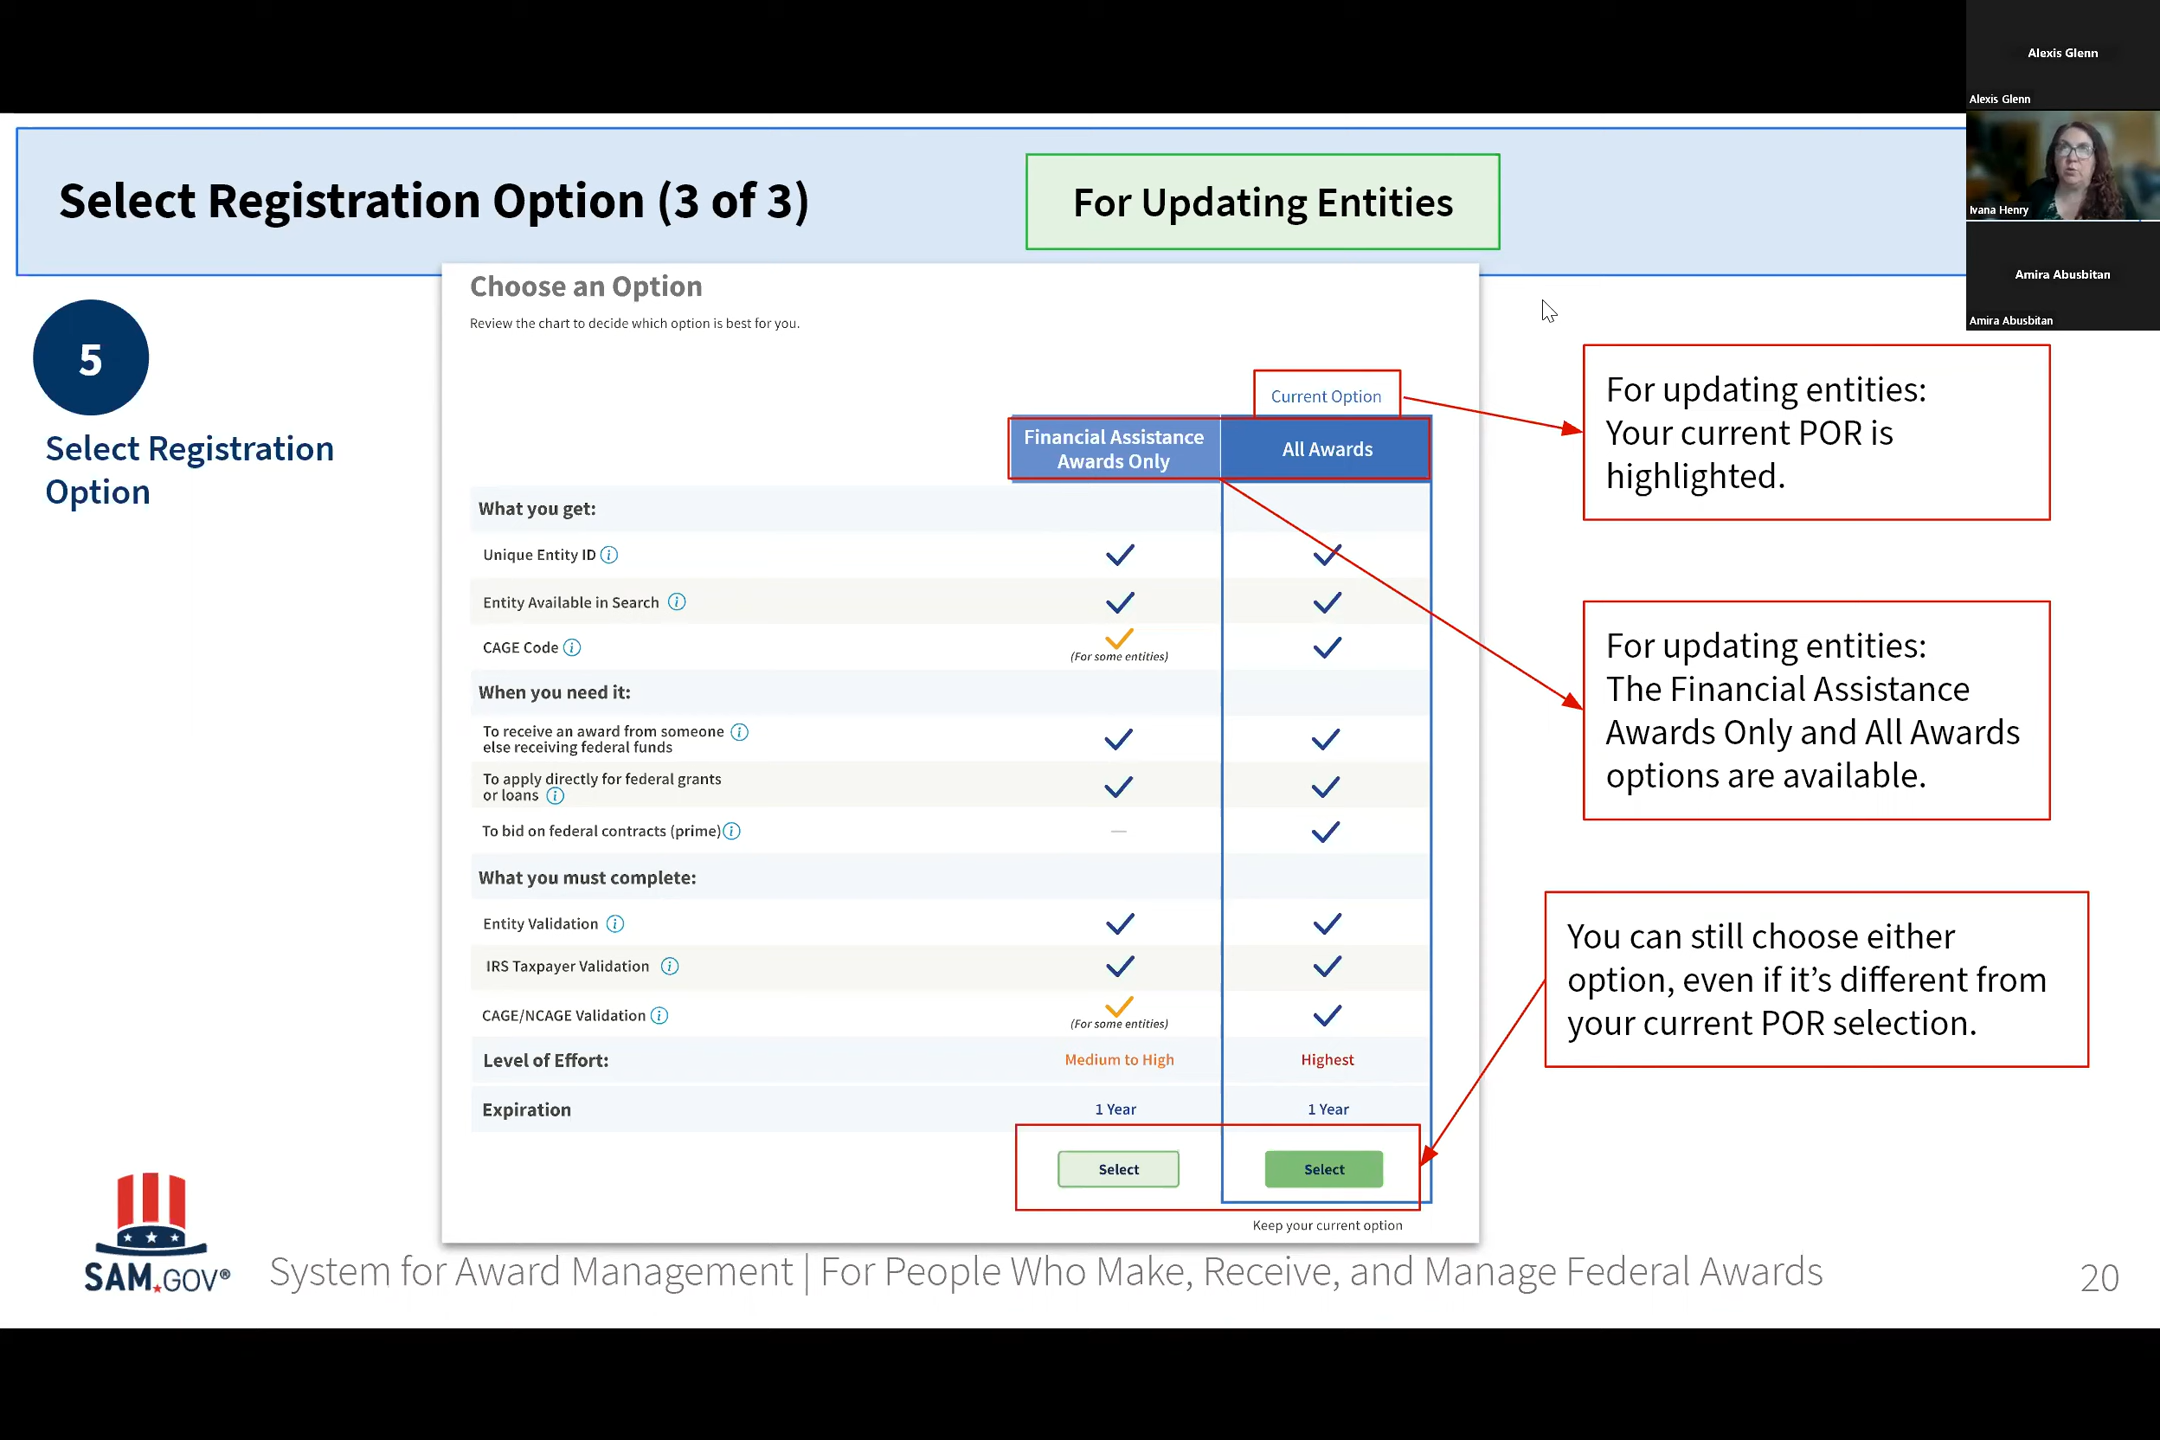 Alexis Glenn
Alexis Glenn
Ivana Henry
Amira Abusbitan
Amira Abusbitan
Select Registration Option (3 of 3)
For Updating Entities
5
Select Registration
Option
Choose an Option
Review the chart to decide which option is best for you.
Current Option
Financial Assistance
Awards Only
All Awards
What you get:
Unique Entity ID
Entity Available in Search
CAGE Code
(For some entities)
When you need it:
To receive an award from someone
else receiving federal funds
To apply directly for federal grants
or loans
To bid on federal contracts (prime)
What you must complete:
Entity Validation
IRS Taxpayer Validation
CAGE/NCAGE Validation
(For some entities)
Level of Effort: Medium to High Highest
Expiration 1 Year 1 Year
Select Select
Keep your current option
For updating entities:
Your current POR is
highlighted.
For updating entities:
The Financial Assistance
Awards Only and All Awards
options are available.
You can still choose either
option, even if it's different from
your current POR selection.
SAM.GOV®
System for Award Management | For People Who Make, Receive, and Manage Federal Awards
20